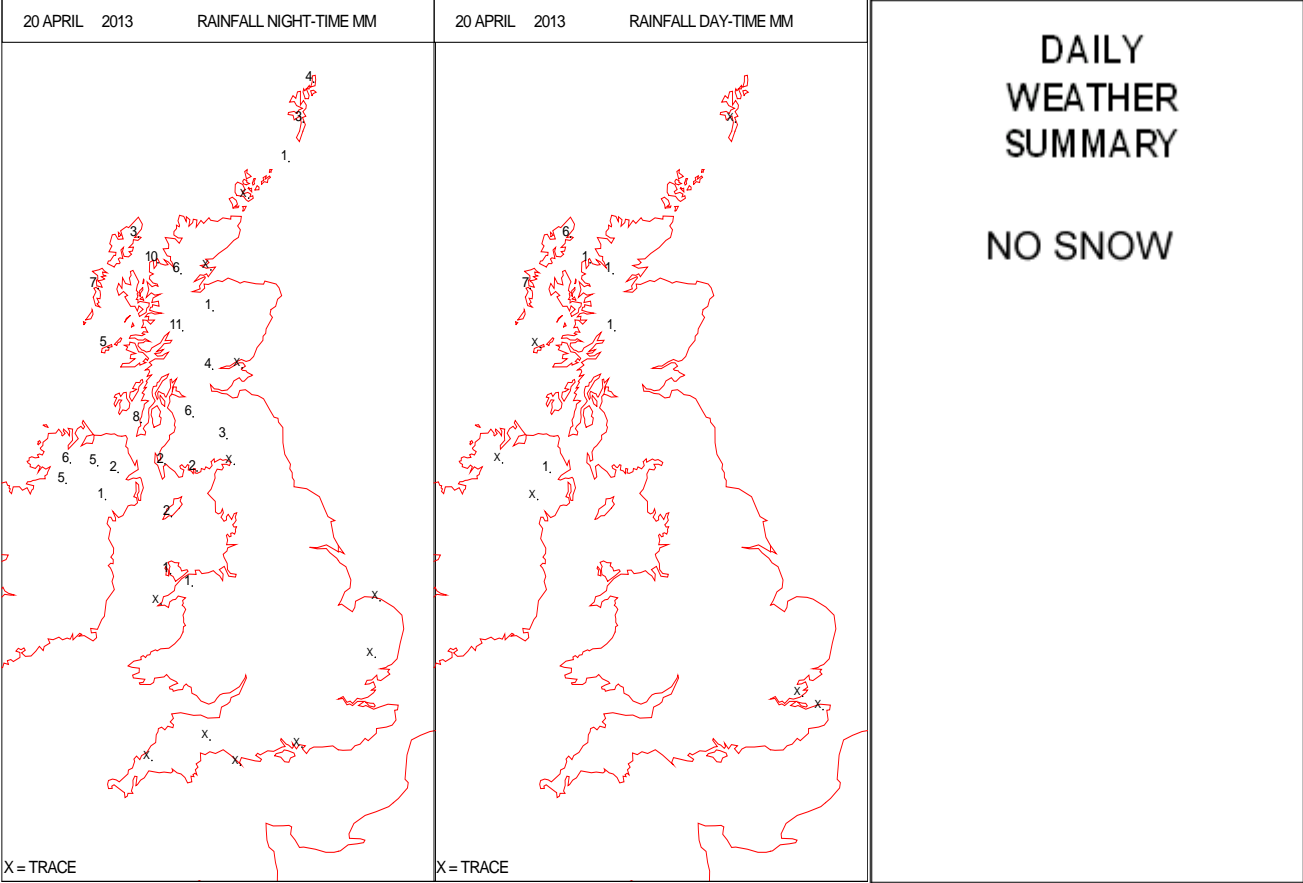 20 APRIL 2013 RAINFALL NIGHT-TIME MM
4
3
1
X
3
10
6
X
7
1
11
5
4
X
8
6
3
6
5
2
2
2
X
5
1
2
1
1
X
X
X
X
X
X
X
X = TRACE
20 APRIL 2013 RAINFALL DAY-TIME MM
X
6
1
1
7
1
X
X
1
X
X
X
X = TRACE
DAILY
WEATHER
SUMMARY
NO SNOW